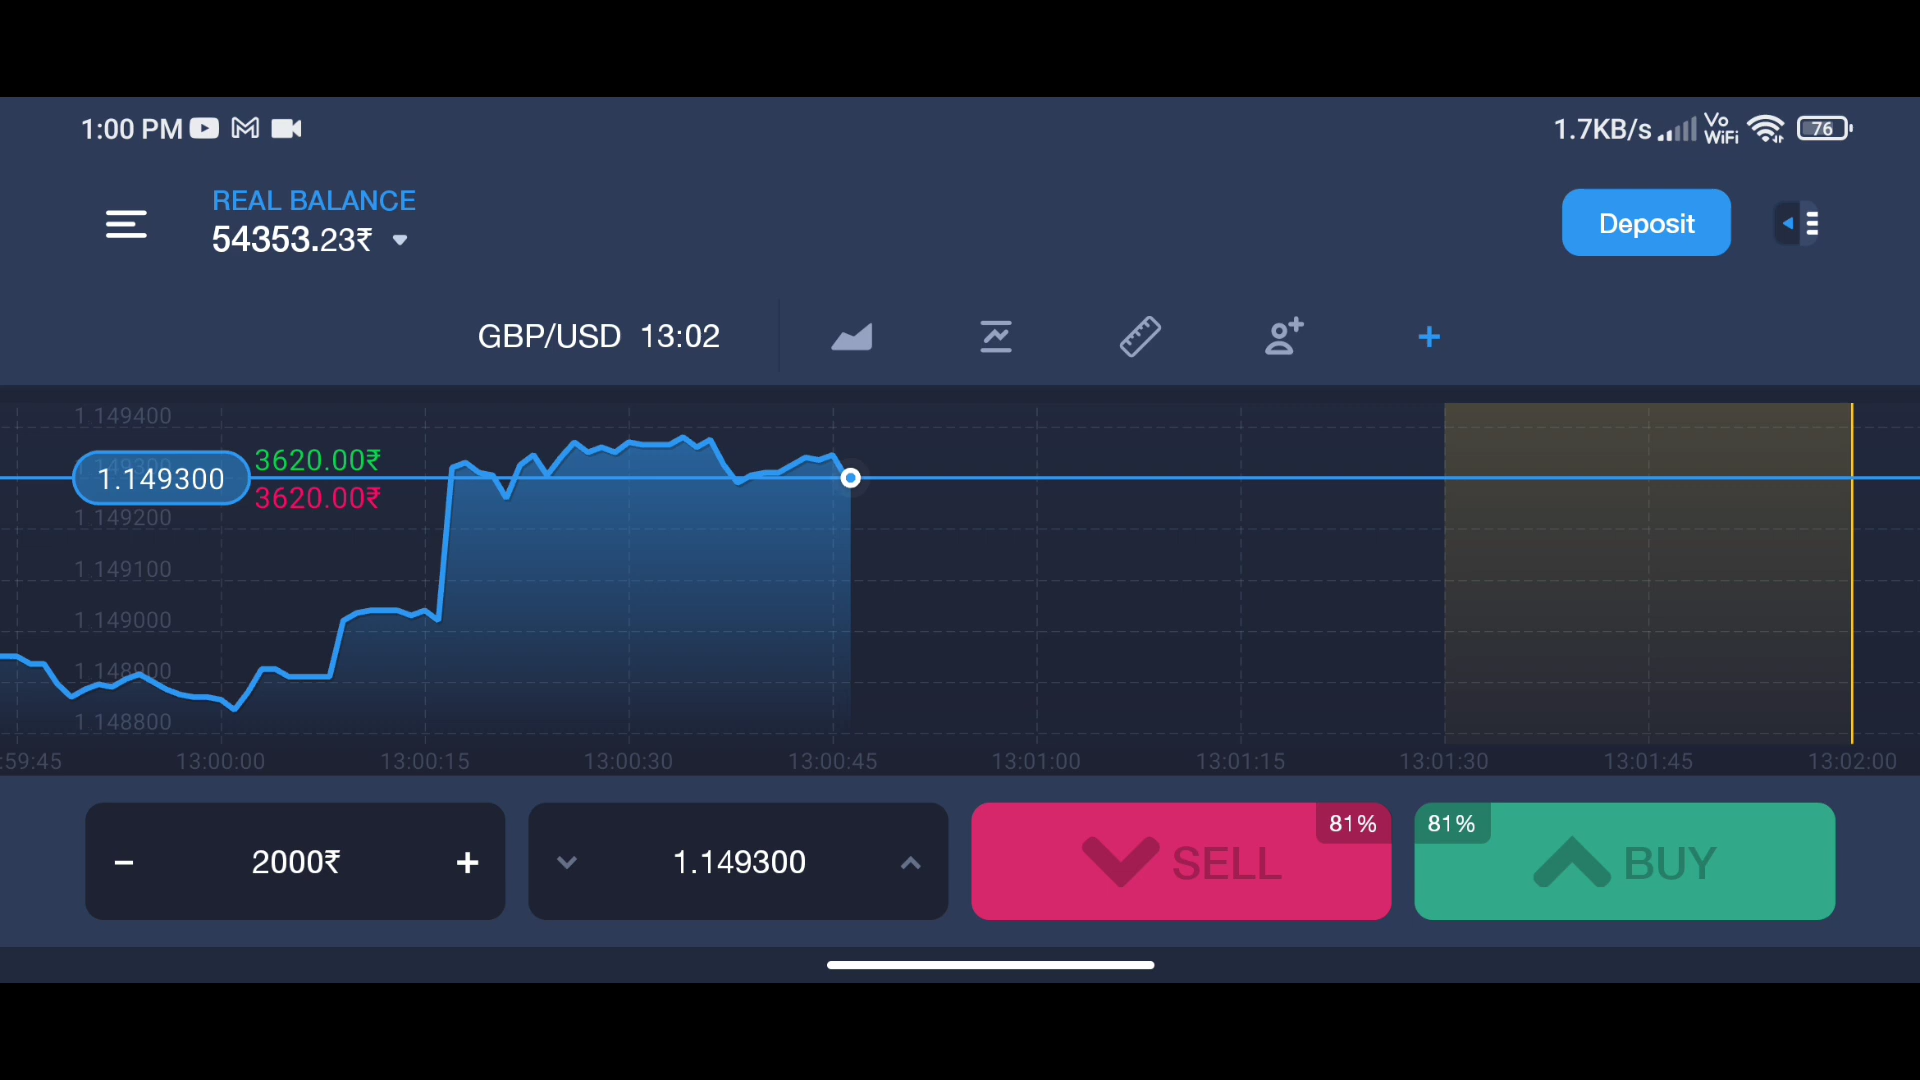 1:00 PM
1.7KB/s
Vo
WiFi
76
REAL BALANCE
54353.23₹
Deposit
GBP/USD 13:02
1.149400
1.149300
3620.00₹
3620.00₹
1.149200
1.149100
1.149000
1.148900
1.148800
:59:45 13:00:00 13:00:15 13:00:30 13:00:45 13:01:00 13:01:15 13:01:30 13:01:45 13:02:00
2000₹
1.149300
SELL 81%
81% BUY